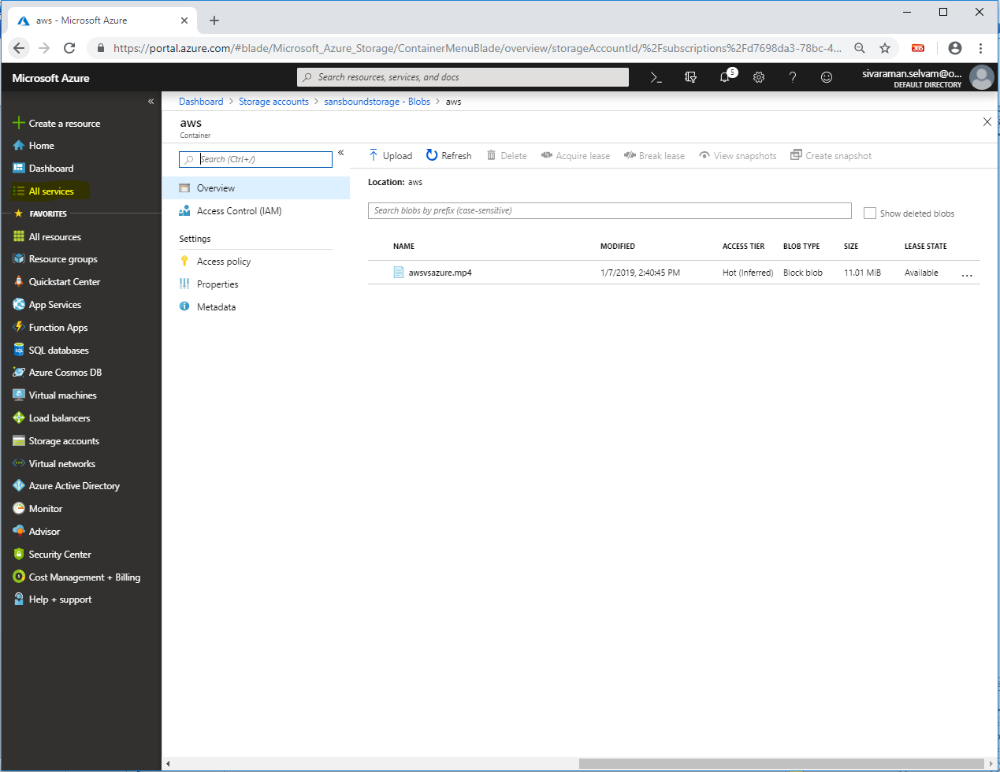 aws - Microsoft Azure
https://portal.azure.com/#blade/Microsoft_Azure_Storage/ContainerMenuBlade/overview/storageAccountId/%2Fsubscriptions%2Fd7698da3-78bc-4...
365
Microsoft Azure
Search resources, services, and docs
5
sivaraman.selvam@o...
DEFAULT DIRECTORY
Create a resource
Home
Dashboard
All services
FAVORITES
All resources
Resource groups
Quickstart Center
App Services
Function Apps
SQL databases
Azure Cosmos DB
Virtual machines
Load balancers
Storage accounts
Virtual networks
Azure Active Directory
Monitor
Advisor
Security Center
Cost Management + Billing
Help + support
Dashboard > Storage accounts > sansboundstorage - Blobs > aws
aws
Container
Search (Ctrl+/)
Overview
Access Control (IAM)
Settings
Access policy
Properties
Metadata
Upload Refresh Delete Acquire lease Break lease View snapshots Create snapshot
Location: aws
Search blobs by prefix (case-sensitive)
Show deleted blobs
NAME MODIFIED ACCESS TIER BLOB TYPE SIZE LEASE STATE
awsvsazure.mp4 1/7/2019, 2:40:45 PM Hot (Inferred) Block blob 11.01 MiB Available ...